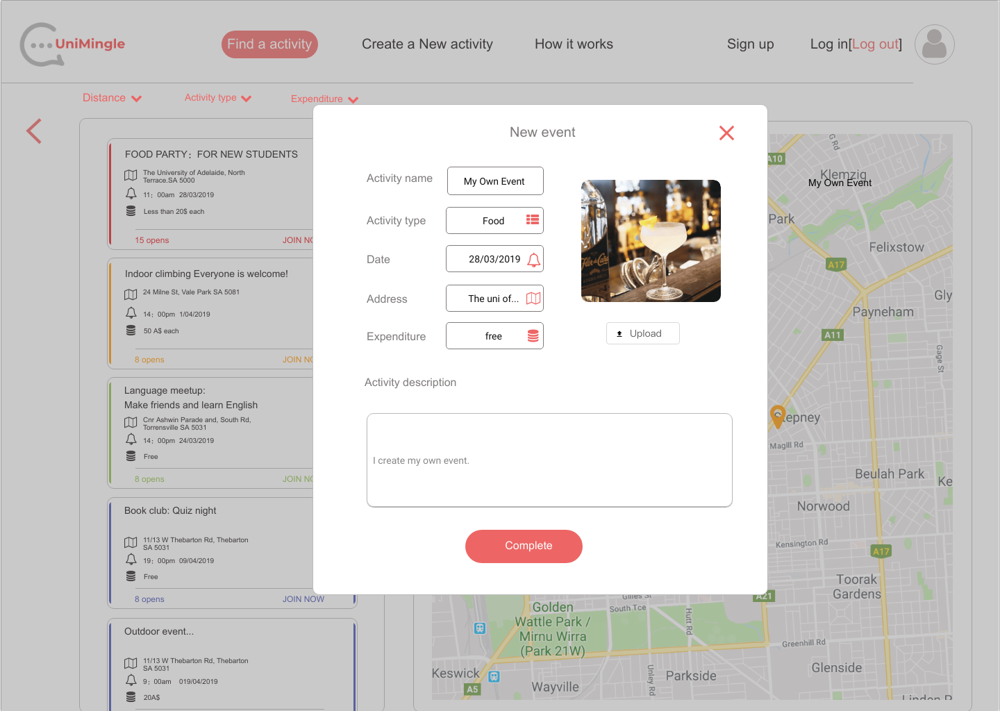 UniMingle
Find a activity
Create a New activity
How it works
Sign up
Log in[Log out]
Distance
Activity type
Expenditure
FOOD PARTY：FOR NEW STUDENTS
The University of Adelaide, North
Terrace.SA 5000
11：00am 28/03/2019
Less than 20$ each
15 opens
JOIN NO
Indoor climbing Everyone is welcome!
24 Milne St, Vale Park SA 5081
14：00pm 1/04/2019
50 A$ each
8 opens
JOIN NO
Language meetup:
Make friends and learn English
Cnr Ashwin Parade and, South Rd,
Torrensville SA 5031
14：00pm 24/03/2019
Free
8 opens
JOIN NO
Book club: Quiz night
11/13 W Thebarton Rd, Thebarton
SA 5031
19：00pm 09/04/2019
Free
8 opens
JOIN NOW
Outdoor event...
11/13 W Thebarton Rd, Thebarton
SA 5031
9：00am 019/04/2019
20A$
New event
Activity name
My Own Event
Activity type
Food
Date
28/03/2019
Address
The uni of...
Expenditure
free
Flor de Caña
Upload
Activity description
I create my own event.
Complete
G Rd
A10
Klemzig
My Own Event
Park
Felixstow
A17
Gly
Payneham
A11
Gage St
Stepney
Magill Rd
Beulah Park
Ke
Norwood
Kensington Rd
A17
Toorak
Gardens
A21
Gilles St
South Tce
Hutt Rd
Golden
Wattle Park /
Mirnu Wirra
(Park 21W)
Greenhill Rd
Glenside
Keswick
A5
Wayville
Unley Rd
Parkside
Linden P